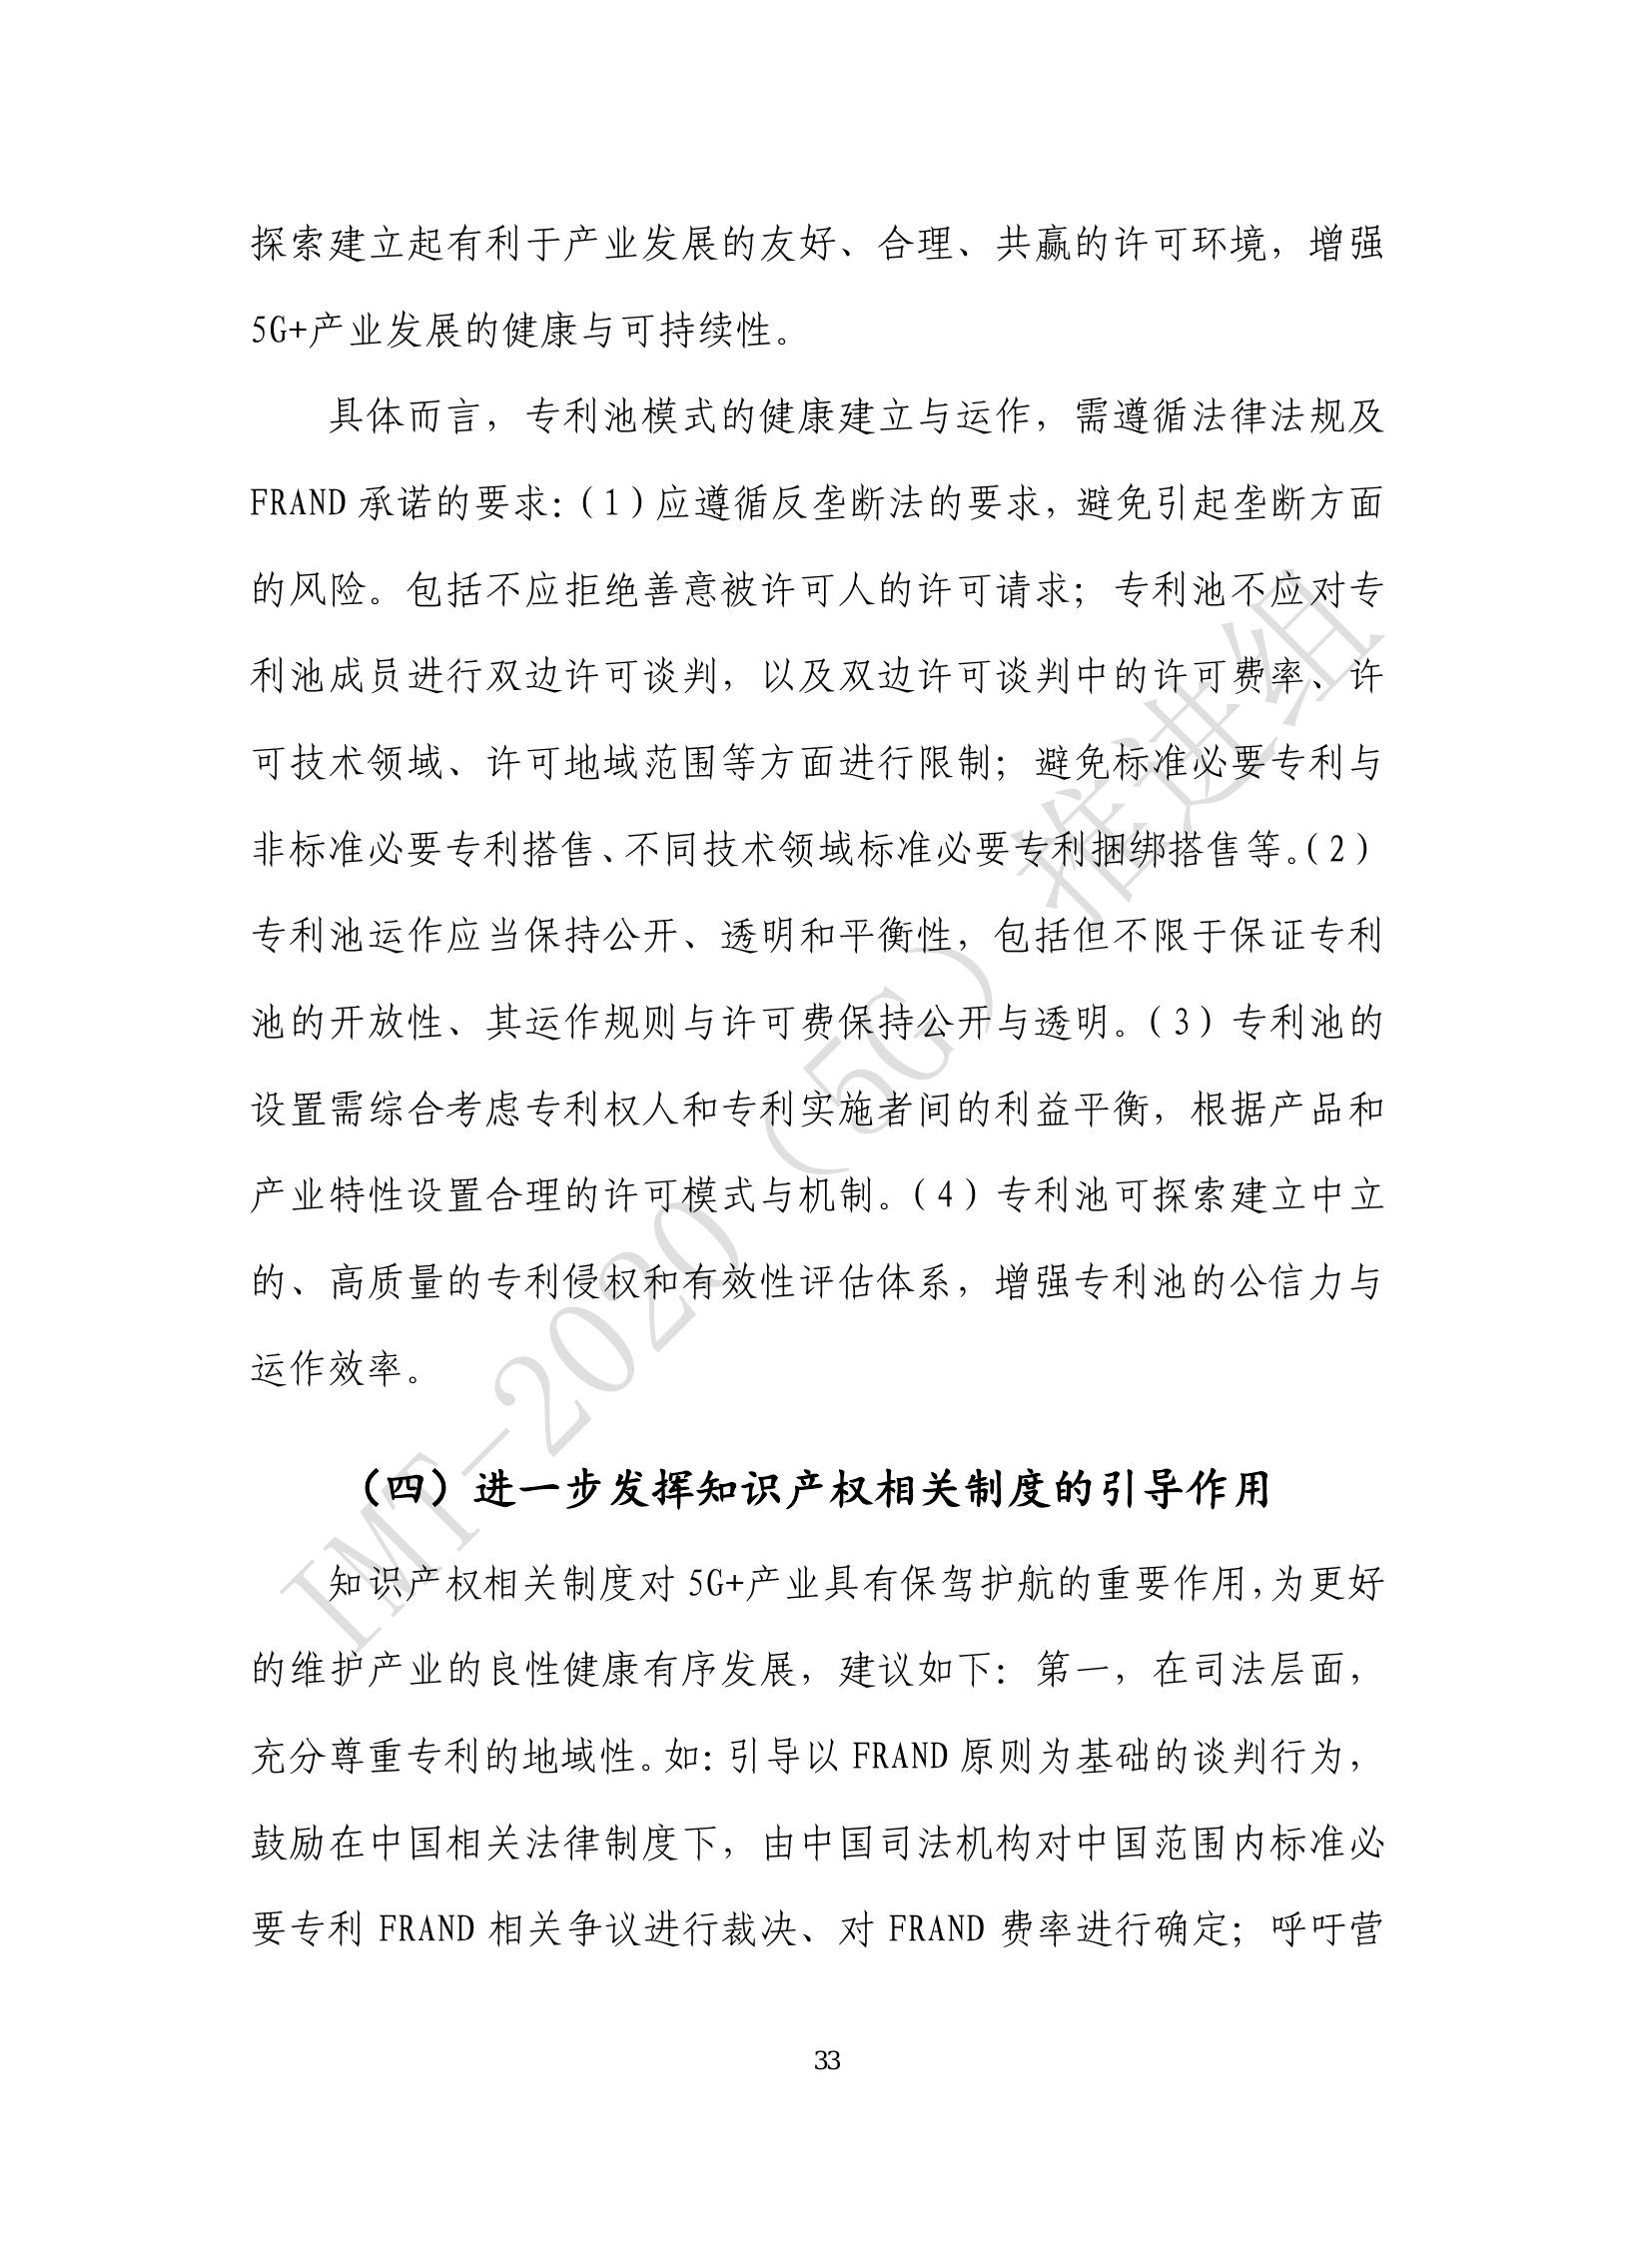 探索建立起有利于产业发展的友好、合理、共赢的许可环境，增强
5G+产业发展的健康与可持续性。
具体而言，专利池模式的健康建立与运作，需遵循法律法规及
FRAND 承诺的要求：（1）应遵循反垄断法的要求，避免引起垄断方面
的风险。包括不应拒绝善意被许可人的许可请求；专利池不应对专
利池成员进行双边许可谈判，以及双边许可谈判中的许可费率、许
可技术领域、许可地域范围等方面进行限制；避免标准必要专利与
非标准必要专利搭售、不同技术领域标准必要专利捆绑搭售等。（2）
专利池运作应当保持公开、透明和平衡性，包括但不限于保证专利
池的开放性、其运作规则与许可费保持公开与透明。（3）专利池的
设置需综合考虑专利权人和专利实施者间的利益平衡，根据产品和
产业特性设置合理的许可模式与机制。（4）专利池可探索建立中立
的、高质量的专利侵权和有效性评估体系，增强专利池的公信力与
运作效率。
（四）进一步发挥知识产权相关制度的引导作用
知识产权相关制度对 5G+产业具有保驾护航的重要作用，为更好
的维护产业的良性健康有序发展，建议如下：第一，在司法层面，
充分尊重专利的地域性。如：引导以 FRAND 原则为基础的谈判行为，
鼓励在中国相关法律制度下，由中国司法机构对中国范围内标准必
要专利 FRAND 相关争议进行裁决、对 FRAND 费率进行确定；呼吁营
33
IMT-2020（5G）推进组